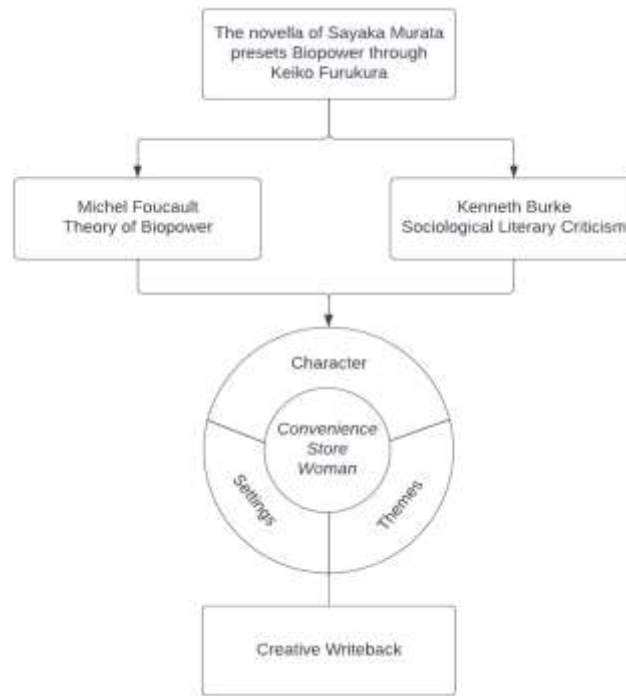 The novella of Sayaka Murata
presets Biopower through
Keiko Furukura
Michel Foucault
Theory of Biopower
Kenneth Burke
Sociological Literary Criticism
Character
Convenience
Store
Woman
Settings
Themes
Creative Writeback